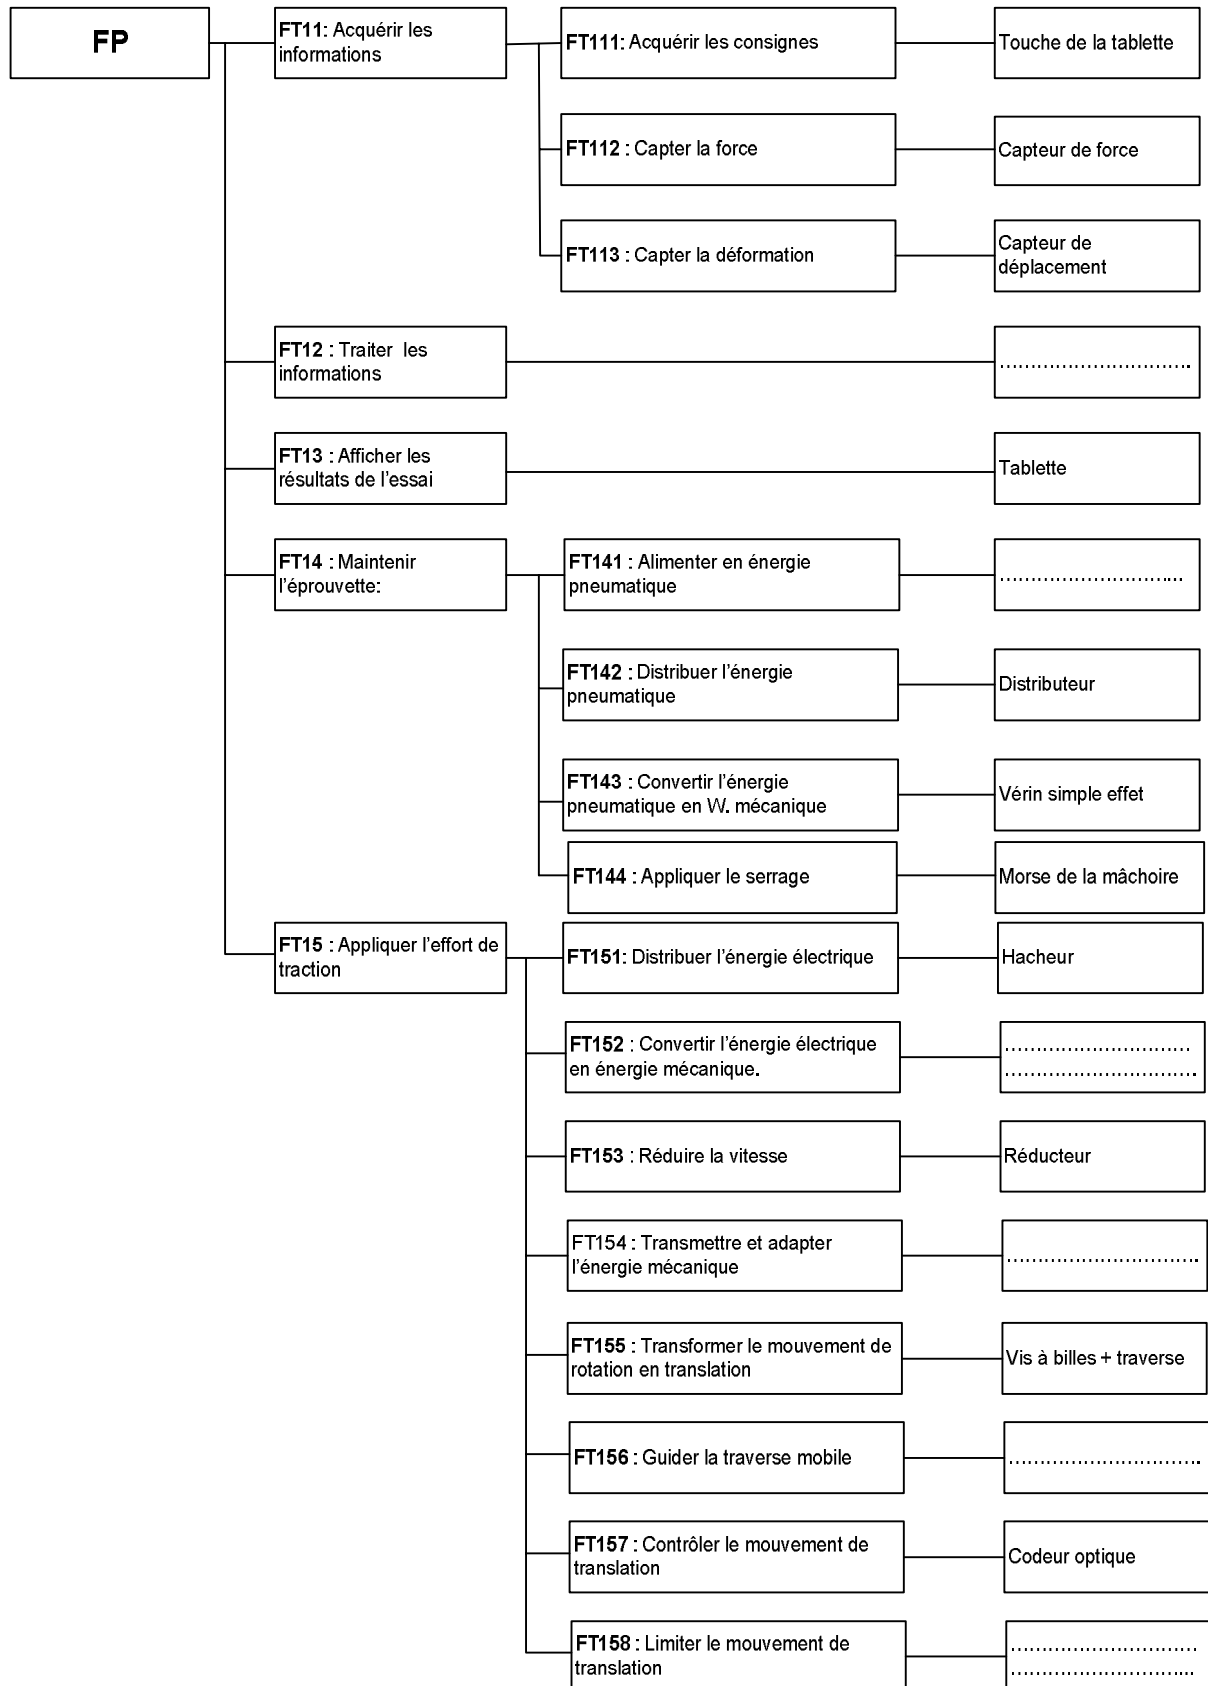 FP
FT11: Acquérir les
informations
FT111: Acquérir les consignes
Touche de la tablette
FT112 : Capter la force
Capteur de force
FT113 : Capter la déformation
Capteur de
déplacement
FT12 : Traiter les
informations
…………………………..
FT13 : Afficher les
résultats de l'essai
Tablette
FT14 : Maintenir
l'éprouvette:
FT141 : Alimenter en énergie
pneumatique
…………………………
FT142 : Distribuer l'énergie
pneumatique
Distributeur
FT143 : Convertir l'énergie
pneumatique en W. mécanique
Vérin simple effet
FT144 : Appliquer le serrage
Morse de la mâchoire
FT15 : Appliquer l'effort de
traction
FT151: Distribuer l'énergie électrique
Hacheur
FT152 : Convertir l'énergie électrique
en énergie mécanique.
…………………………
…………………………..
FT153 : Réduire la vitesse
Réducteur
FT154 : Transmettre et adapter
l'énergie mécanique
…………………………..
FT155 : Transformer le mouvement de
rotation en translation
Vis à billes + traverse
FT156 : Guider la traverse mobile
…………………………..
FT157 : Contrôler le mouvement de
translation
Codeur optique
FT158 : Limiter le mouvement de
translation
…………………………
…………………………